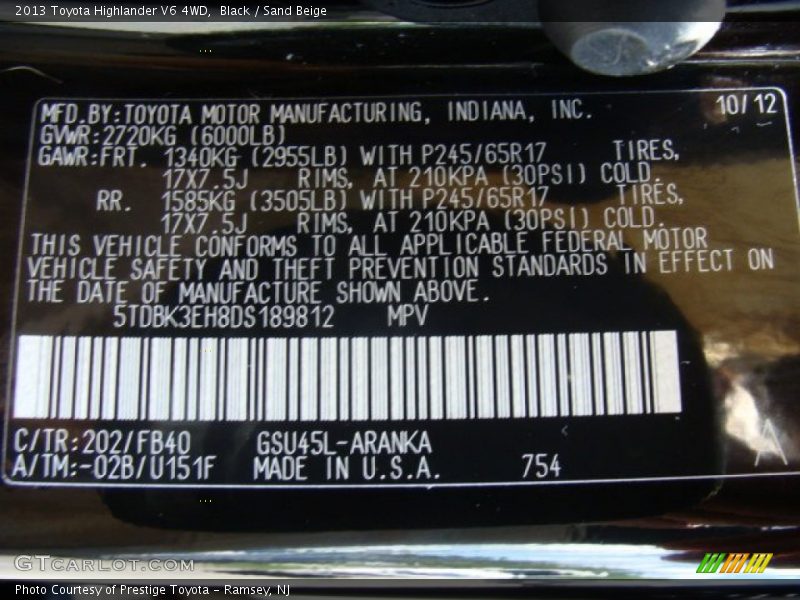 2013 Toyota Highlander V6 4WD,  Black / Sand Beige
MFD.BY:TOYOTA MOTOR MANUFACTURING, INDIANA, INC. 10/12
GVWR:2720KG (6000LB)
GAWR:FRT. 1340KG (2955LB) WITH P245/65R17 TIRES,
17X7.5J RIMS, AT 210KPA (30PSI) COLD.
RR. 1585KG (3505LB) WITH P245/65R17 TIRES,
17X7.5J RIMS, AT 210KPA (30PSI) COLD.
THIS VEHICLE CONFORMS TO ALL APPLICABLE FEDERAL MOTOR
VEHICLE SAFETY AND THEFT PREVENTION STANDARDS IN EFFECT ON
THE DATE OF MANUFACTURE SHOWN ABOVE.
5TDBK3EH8DS189812 MPV
C/TR:202/FB40 GSU45L-ARANKA
A/TM:-02B/U151F MADE IN U.S.A. 754
A
GTCARLOT.COM
Photo Courtesy of Prestige Toyota - Ramsey, NJ